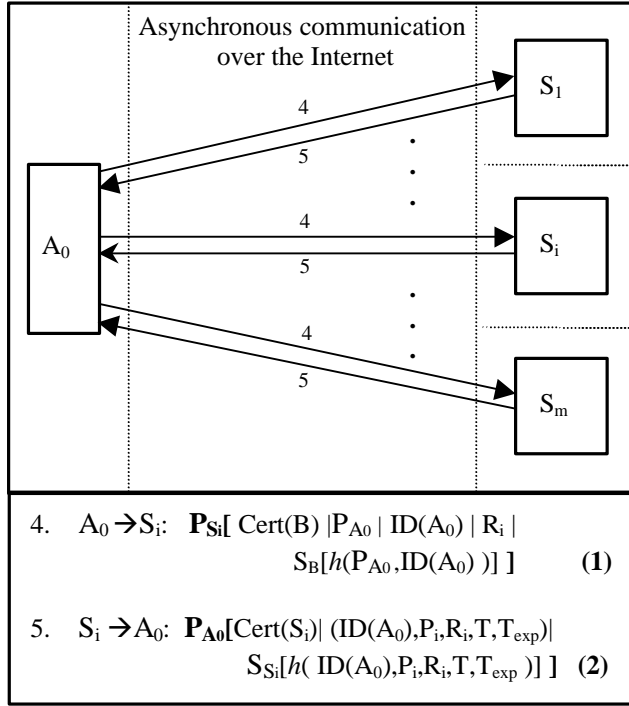 Asynchronous communication
over the Internet
4
S1
5
4
A0
Si
5
4
5
Sm
4. A0 →Si: PSi[ Cert(B) |PA0 | ID(A0) | Ri |
SB[h(PA0,ID(A0) )] ] (1)
5. Si →A0: PA0[Cert(Si)| (ID(A0),Pi,Ri,T,Texp)|
SSi[h( ID(A0),Pi,Ri,T,Texp )] ] (2)